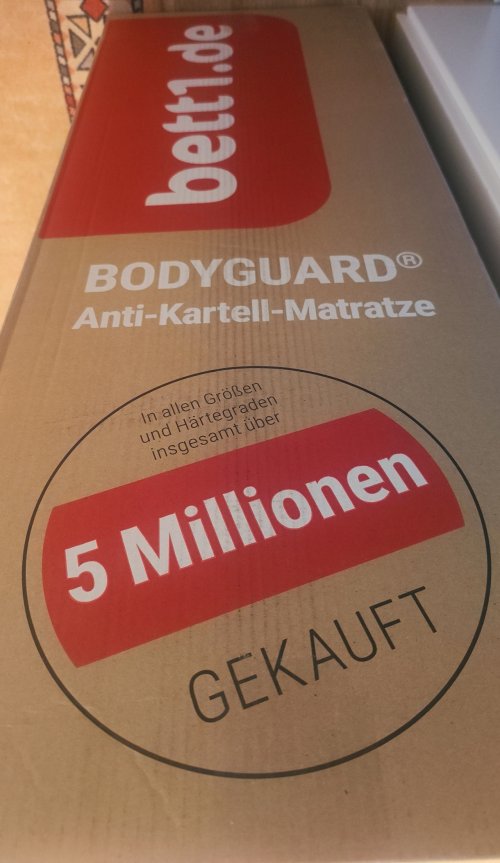 bett1.de
BODYGUARD®
Anti-Kartell-Matratze
In allen Größen
und Härtegraden
insgesamt über
5 Millionen
GEKAUFT